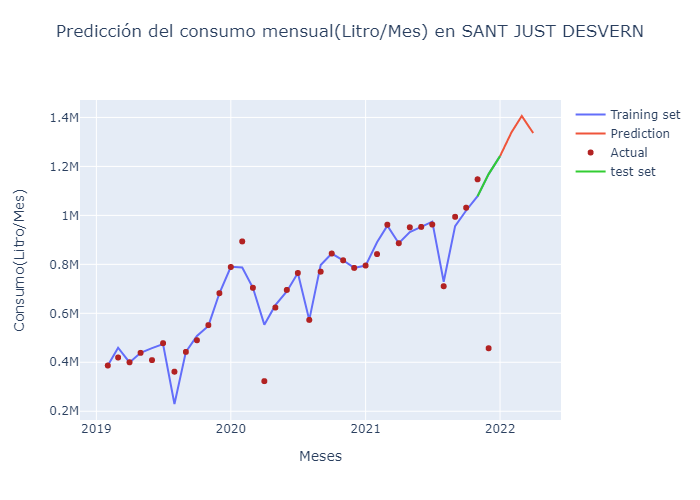 Predicción del consumo mensual(Litro/Mes) en SANT JUST DESVERN
Training set
Prediction
Actual
test set
1.4M
1.2M
1M
0.8M
0.6M
0.4M
0.2M
Consumo(Litro/Mes)
2019
2020
2021
2022
Meses